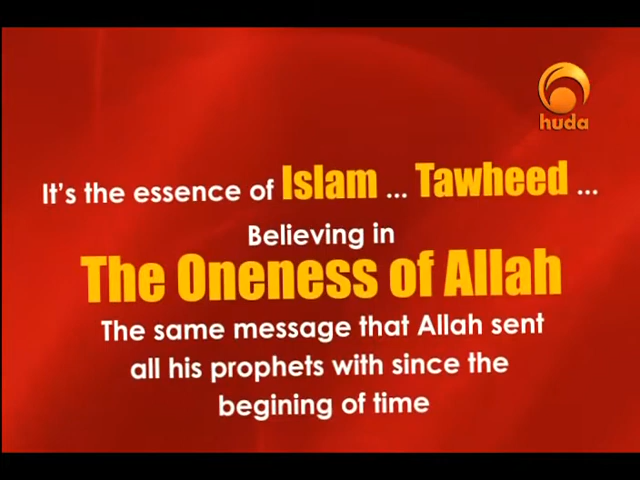 huda
It's the essence of Islam ... Tawheed ...
Believing in
The Oneness of Allah
The same message that Allah sent
all his prophets with since the
begining of time